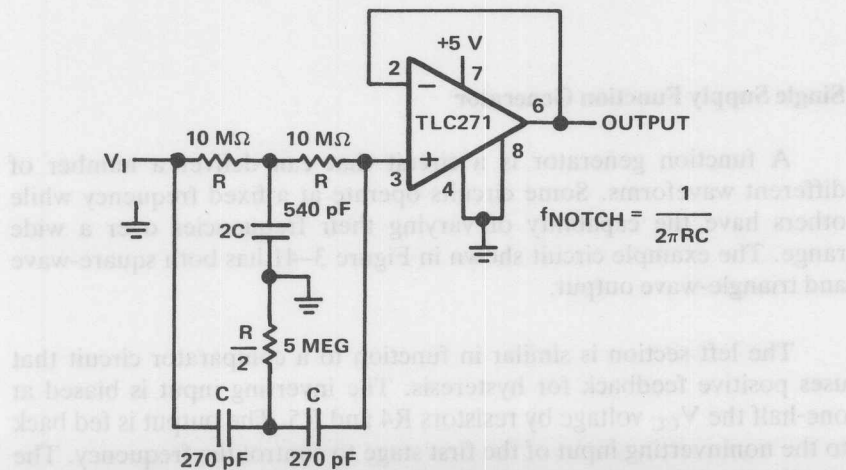 +5 V
2
7
Single Supply Function Generator
−
6
TLC271
OUTPUT
10 MΩ
10 MΩ
8
V
+
R
R
3
4
A function generator is a circuit that can deliver a number of
different waveforms. Some circuits operate at a fixed frequency while
others have the capability of varying their frequencies over a wide
range. The example circuit shown in Figure 3–41 has both square-wave
and triangle-wave output.
540 pF
2C
fNOTCH =
2πRC
The left section is similar in function to a comparator circuit that
uses positive feedback for hysteresis. The inverting input is biased at
one-half the VCC voltage by resistors R4 and R5. The output is fed back
to the noninverting input of the first stage to control the frequency. The
R
2
5 MEG
C
C
270 pF
270 pF